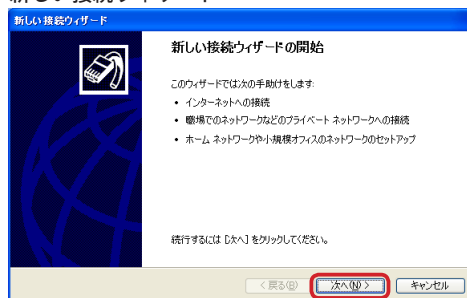 新しい接続ウィザード
新しい接続ウィザードの開始
このウィザードでは次の手助けをします:
• インターネットへの接続
• 職場でのネットワークなどのプライベート ネットワークへの接続
• ホーム ネットワークや小規模オフィスのネットワークのセットアップ
続行するには [次へ] をクリックしてください。
< 戻る(B)
次へ(N) >
キャンセル